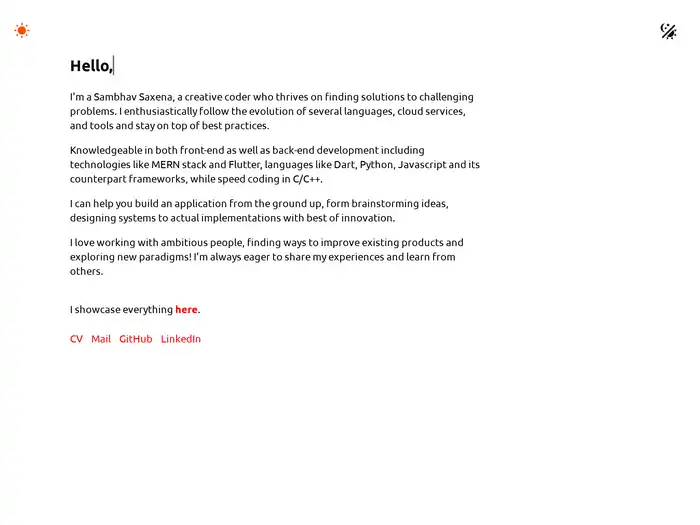 Hello,
I'm a Sambhav Saxena, a creative coder who thrives on finding solutions to challenging
problems. I enthusiastically follow the evolution of several languages, cloud services,
and tools and stay on top of best practices.
Knowledgeable in both front-end as well as back-end development including
technologies like MERN stack and Flutter, languages like Dart, Python, Javascript and its
counterpart frameworks, while speed coding in C/C++.
I can help you build an application from the ground up, form brainstorming ideas,
designing systems to actual implementations with best of innovation.
I love working with ambitious people, finding ways to improve existing products and
exploring new paradigms! I'm always eager to share my experiences and learn from
others.
I showcase everything here.
CV Mail GitHub LinkedIn